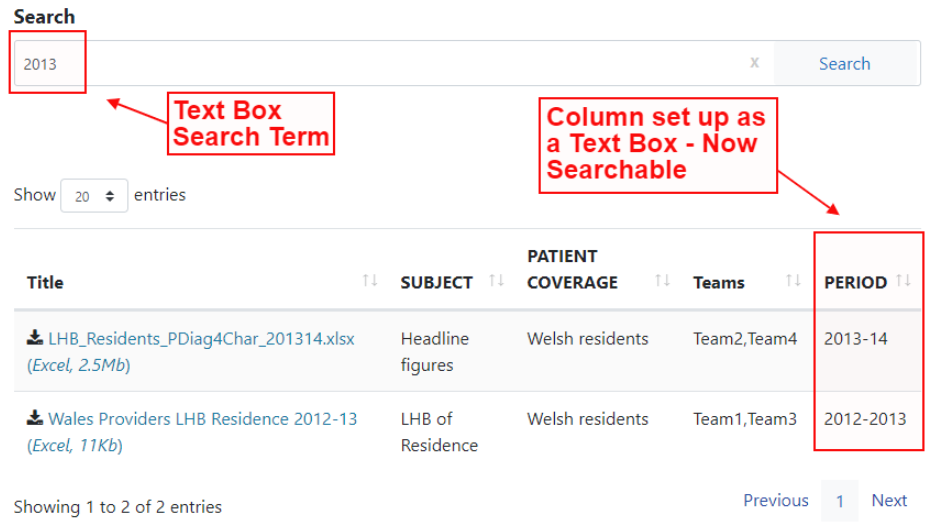 Search
2013 x Search
Text Box
Search Term
Column set up as
a Text Box - Now
Searchable
Show 20 entries
Title SUBJECT PATIENT COVERAGE Teams PERIOD
LHB_Residents_PDiag4Char_201314.xlsx Headline Welsh residents Team2,Team4 2013-14
(Excel, 2.5Mb) figures
Wales Providers LHB Residence 2012-13 LHB of Welsh residents Team1,Team3 2012-2013
(Excel, 11Kb) Residence
Showing 1 to 2 of 2 entries Previous 1 Next